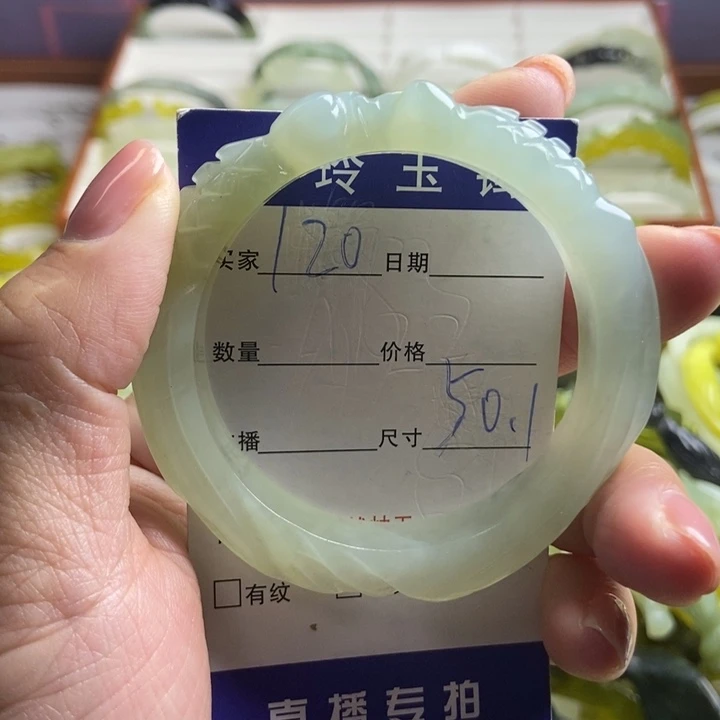 玲玉
买家 120 日期
数量 价格
播 尺寸 50.1
有纹
直播专拍